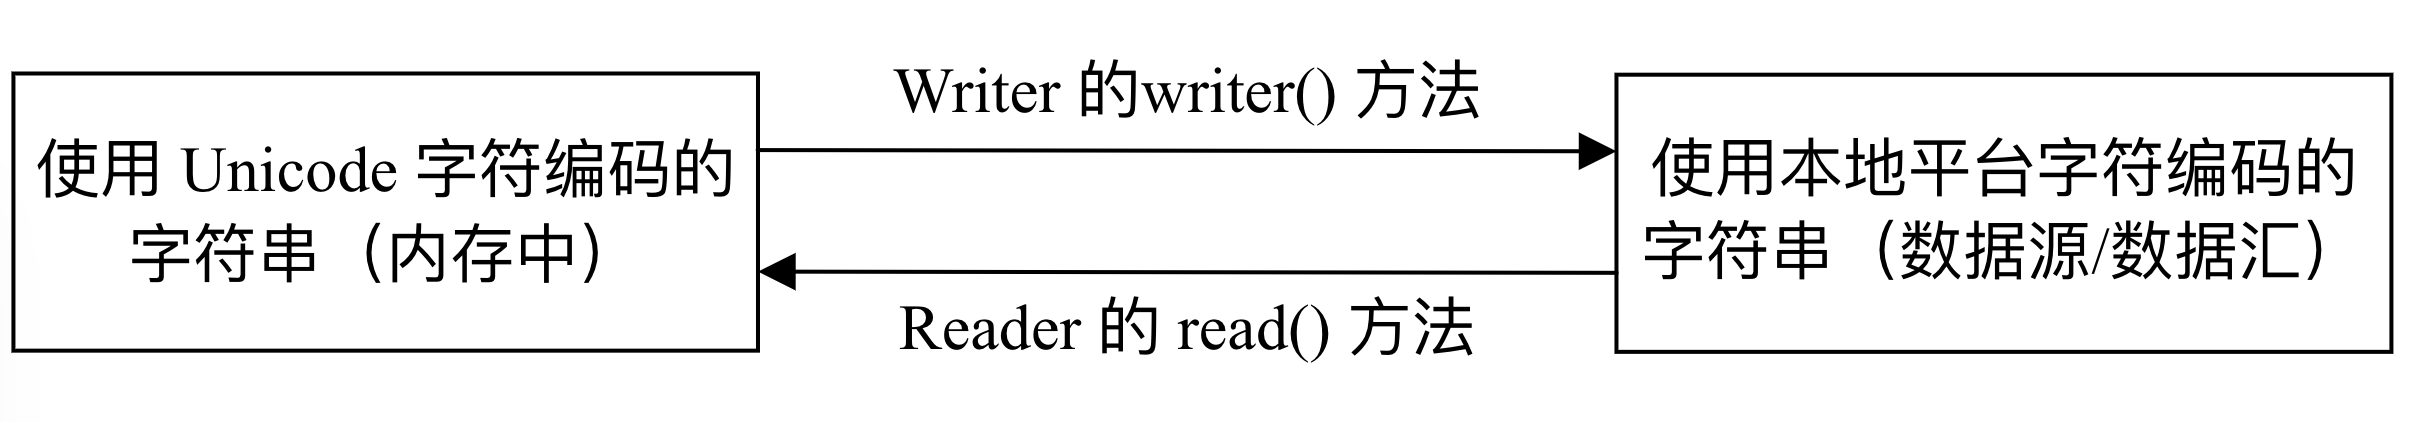 Writer 的writer() 方法
使用 Unicode 字符编码的
字符串（内存中）
使用本地平台字符编码的
字符串（数据源/数据汇）
Reader 的 read() 方法